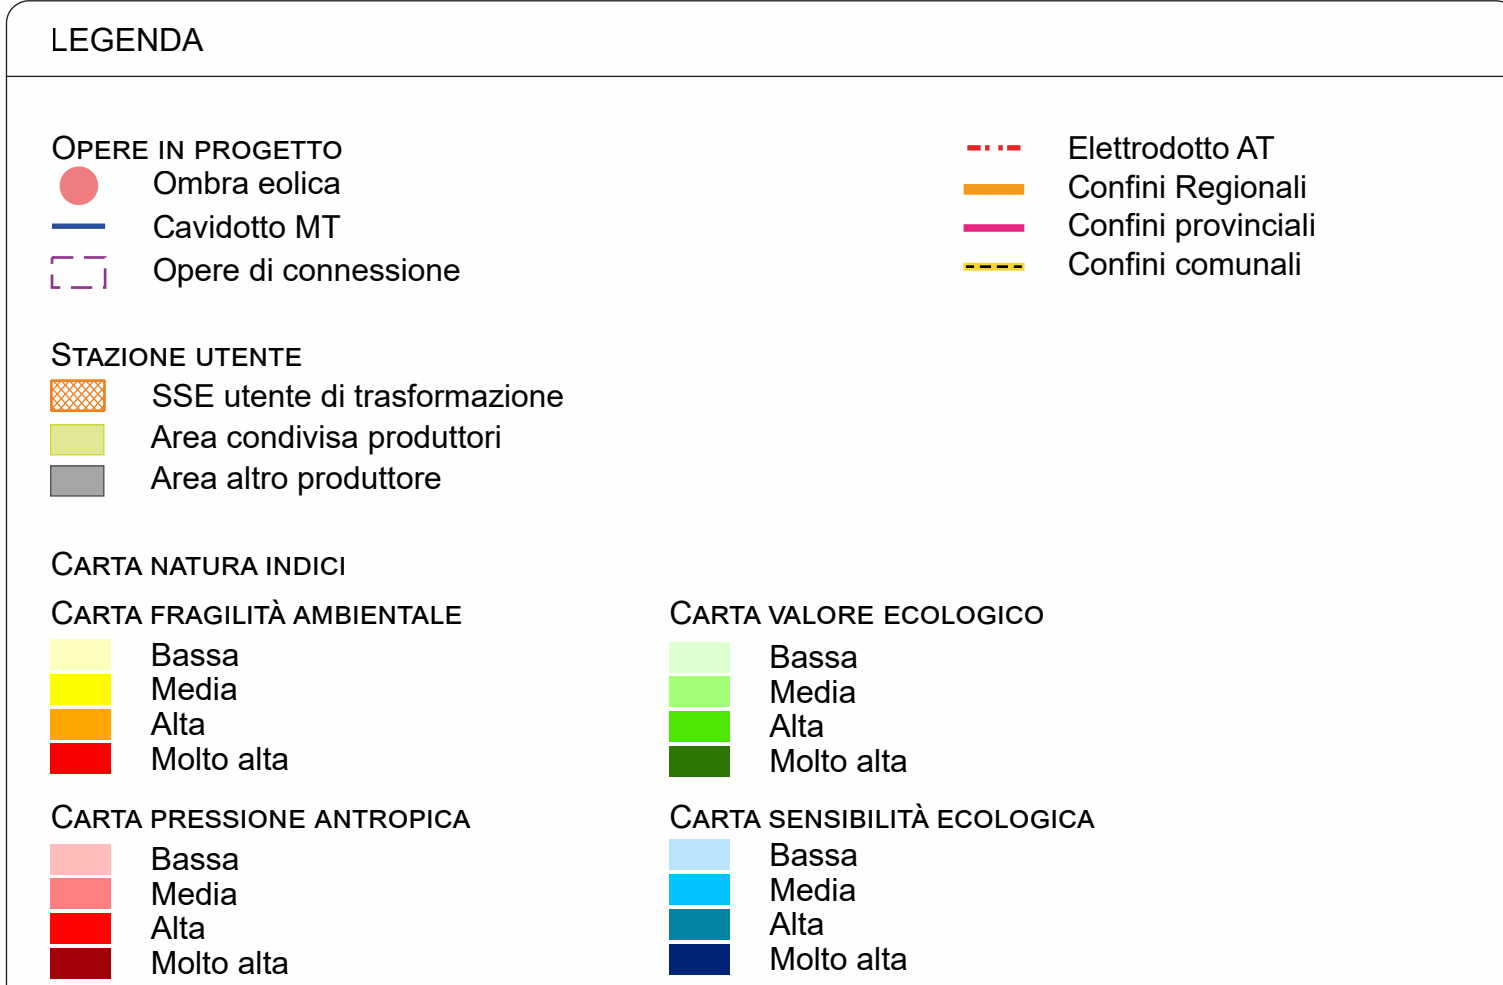 LEGENDA
OPERE IN PROGETTO
Ombra eolica
Cavidotto MT
Opere di connessione
Elettrodotto AT
Confini Regionali
Confini provinciali
Confini comunali
STAZIONE UTENTE
SSE utente di trasformazione
Area condivisa produttori
Area altro produttore
CARTA NATURA INDICI
CARTA FRAGILITÀ AMBIENTALE
Bassa
Media
Alta
Molto alta
CARTA VALORE ECOLOGICO
Bassa
Media
Alta
Molto alta
CARTA PRESSIONE ANTROPICA
Bassa
Media
Alta
Molto alta
CARTA SENSIBILITÀ ECOLOGICA
Bassa
Media
Alta
Molto alta